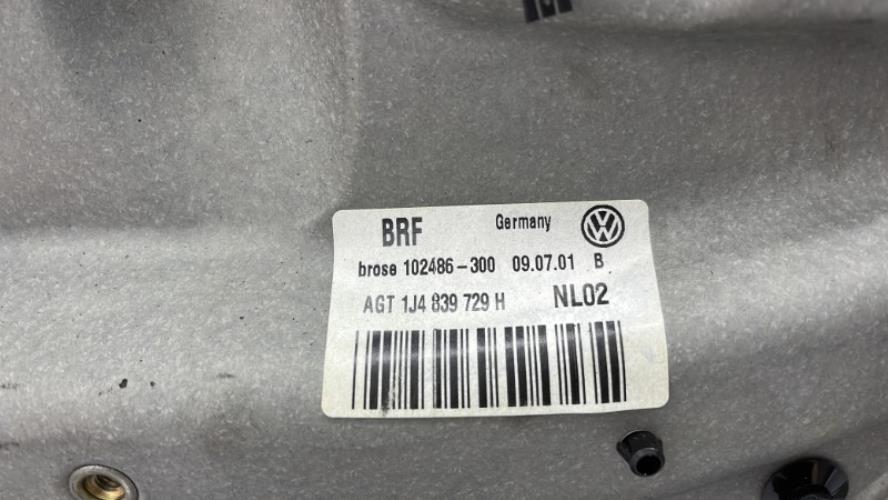 BRF Germany
brose 102486-300 09.07.01 B
AGT 1J4 839 729 H NL02